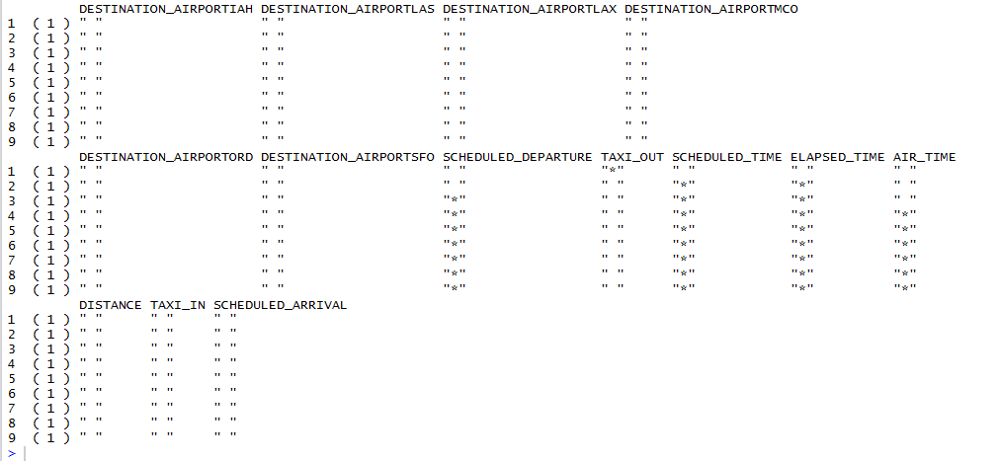 DESTINATION_AIRPORTIAH DESTINATION_AIRPORTLAS DESTINATION_AIRPORTLAX DESTINATION_AIRPORTMCO
1 ( 1 ) " " " " " " " "
2 ( 1 ) " " " " " " " "
3 ( 1 ) " " " " " " " "
4 ( 1 ) " " " " " " " "
5 ( 1 ) " " " " " " " "
6 ( 1 ) " " " " " " " "
7 ( 1 ) " " " " " " " "
8 ( 1 ) " " " " " " " "
9 ( 1 ) " " " " " " " "
DESTINATION_AIRPORTORD DESTINATION_AIRPORTSFO SCHEDULED_DEPARTURE TAXI_OUT SCHEDULED_TIME ELAPSED_TIME AIR_TIME
1 ( 1 ) " " " " " " "*" " " " " " "
2 ( 1 ) " " " " " " " " "*" "*" " "
3 ( 1 ) " " " " "*" " " "*" "*" " "
4 ( 1 ) " " " " "*" " " "*" "*" "*"
5 ( 1 ) " " " " "*" " " "*" "*" "*"
6 ( 1 ) " " " " "*" " " "*" "*" "*"
7 ( 1 ) " " " " "*" " " "*" "*" "*"
8 ( 1 ) " " " " "*" " " "*" "*" "*"
9 ( 1 ) " " " " "*" " " "*" "*" "*"
DISTANCE TAXI_IN SCHEDULED_ARRIVAL
1 ( 1 ) " " " " " "
2 ( 1 ) " " " " " "
3 ( 1 ) " " " " " "
4 ( 1 ) " " " " " "
5 ( 1 ) " " " " " "
6 ( 1 ) " " " " " "
7 ( 1 ) " " " " " "
8 ( 1 ) " " " " " "
9 ( 1 ) " " " " " "
>